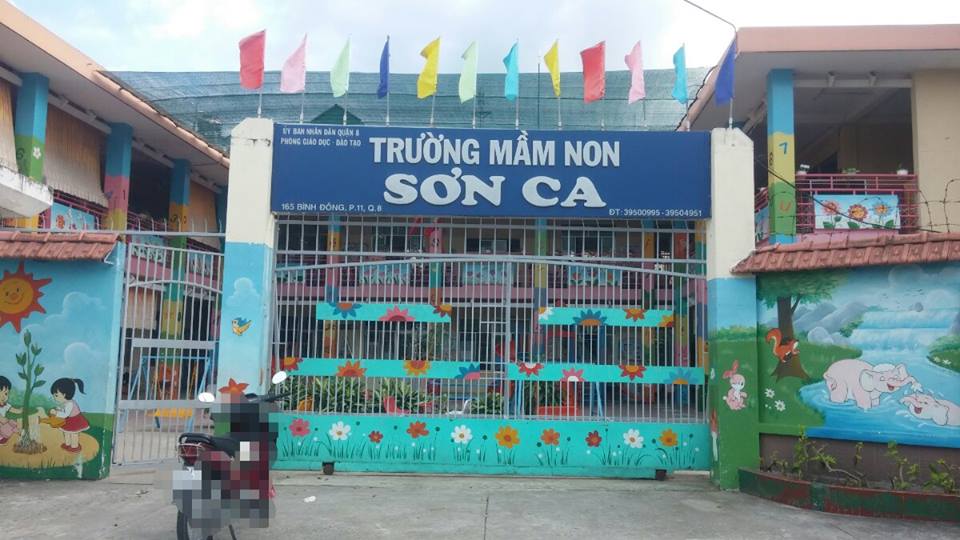 ỦY BAN NHÂN DÂN QUẬN 8
PHÒNG GIÁO DỤC - ĐÀO TẠO
TRƯỜNG MẦM NON
SƠN CA
165 BÌNH ĐÔNG, P.11, Q.8
ĐT: 39500995 - 39504951